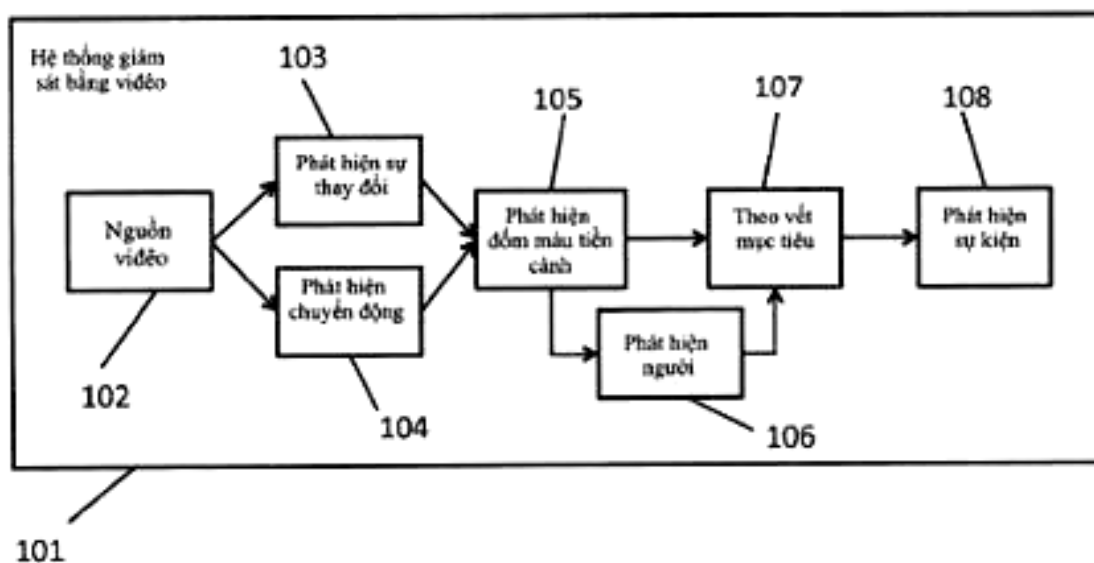 Hệ thống giám
sát bằng viđêo
103
105
107
108
Phát hiện sự
thay đổi
Nguồn
viđêo
Phát hiện
đốm màu tiền
cảnh
Theo vết
mục tiêu
Phát hiện
sự kiện
Phát hiện
chuyển động
Phát hiện
người
102
104
106
101